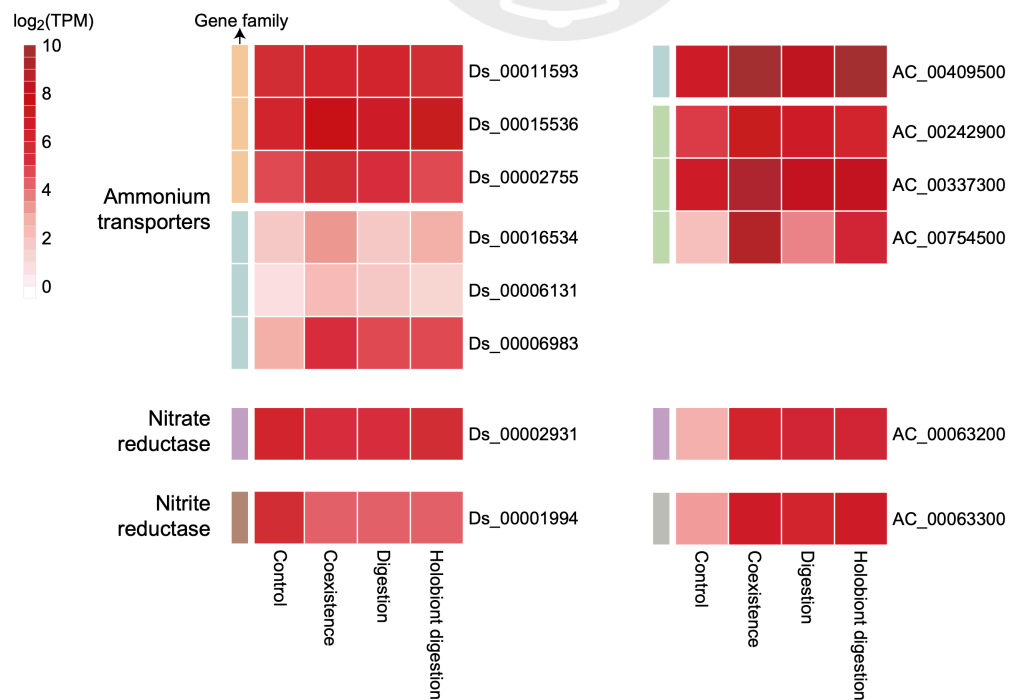 log2(TPM)
Gene family
10
8
6
4
2
0
Ammonium
transporters
Ds_00011593
Ds_00015536
Ds_00002755
Ds_00016534
Ds_00006131
Ds_00006983
AC_00409500
AC_00242900
AC_00337300
AC_00754500
Nitrate
reductase
Ds_00002931
AC_00063200
Nitrite
reductase
Ds_00001994
AC_00063300
Control
Coexistence
Digestion
Holobiont digestion
Control
Coexistence
Digestion
Holobiont digestion